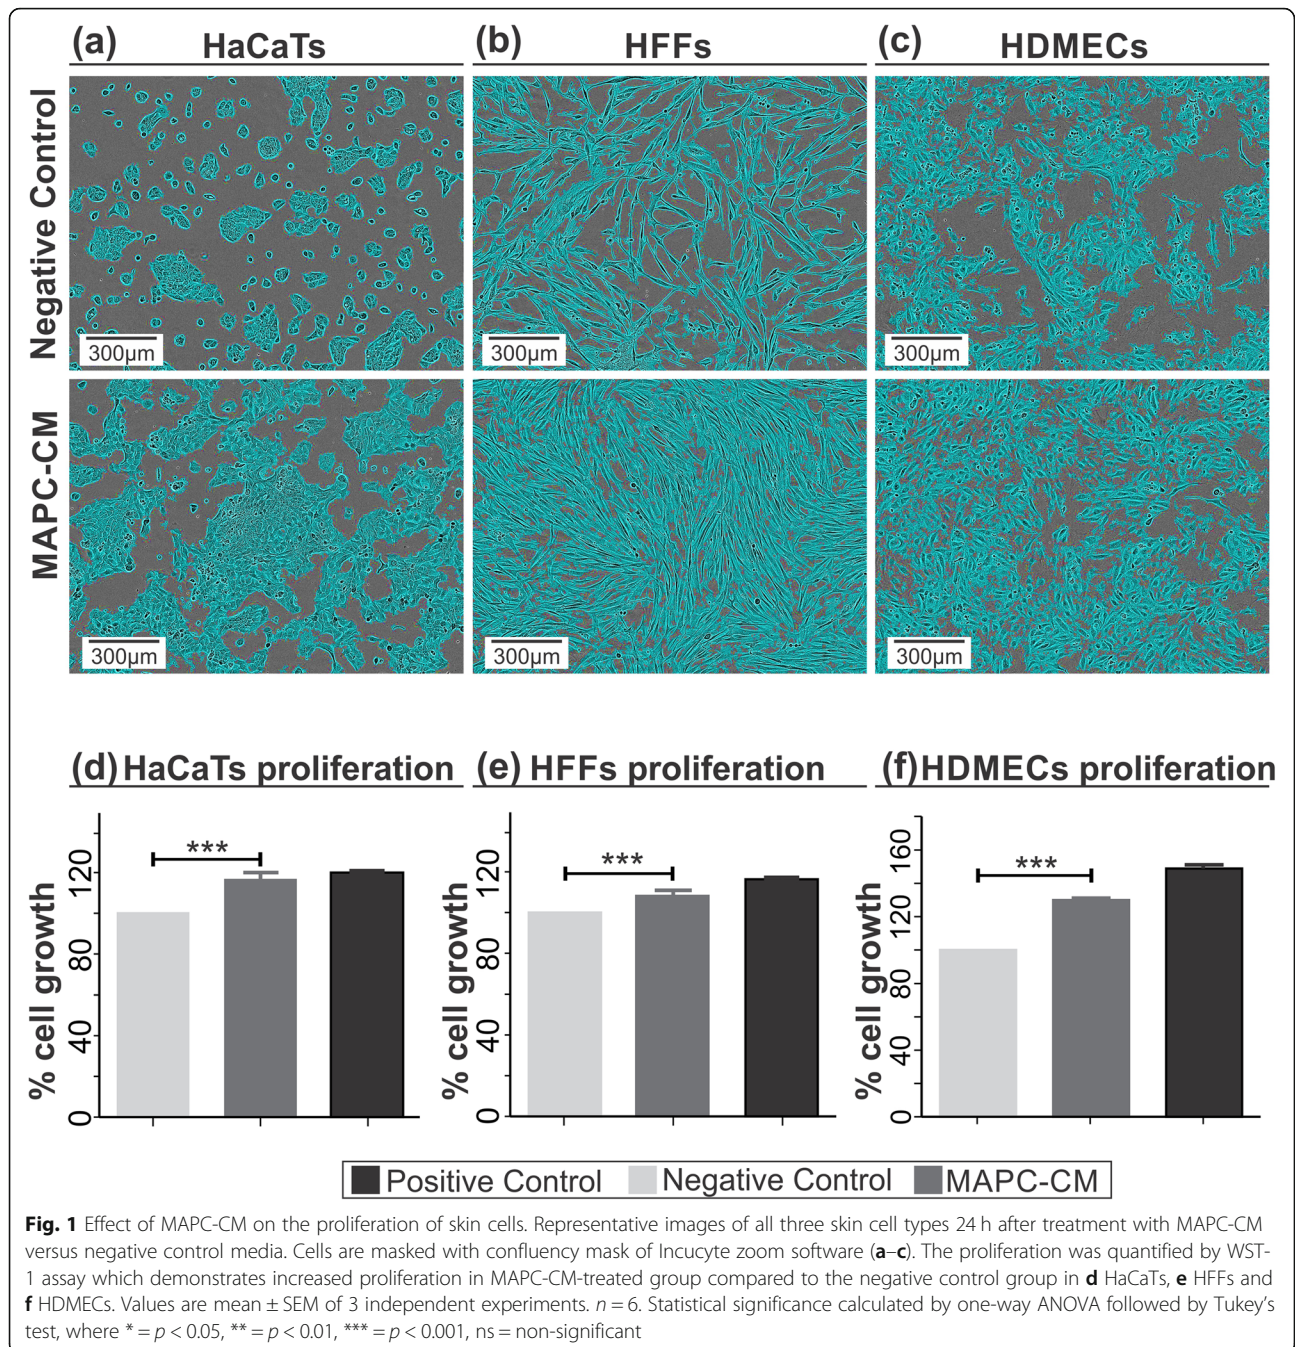 (a) HaCaTs
(b) HFFs
(c) HDMECs
Negative Control
300µm
300µm
300µm
MAPC-CM
300µm
300µm
300µm
(d) HaCaTs proliferation
(e) HFFs proliferation
(f) HDMECs proliferation
% cell growth
120
80
40
0
***
% cell growth
120
80
40
0
***
% cell growth
160
120
80
40
0
***
Positive Control Negative Control MAPC-CM
Fig. 1 Effect of MAPC-CM on the proliferation of skin cells. Representative images of all three skin cell types 24 h after treatment with MAPC-CM
versus negative control media. Cells are masked with confluency mask of Incucyte zoom software (a–c). The proliferation was quantified by WST-
1 assay which demonstrates increased proliferation in MAPC-CM-treated group compared to the negative control group in d HaCaTs, e HFFs and
f HDMECs. Values are mean ± SEM of 3 independent experiments. n = 6. Statistical significance calculated by one-way ANOVA followed by Tukey's
test, where * = p < 0.05, ** = p < 0.01, *** = p < 0.001, ns = non-significant